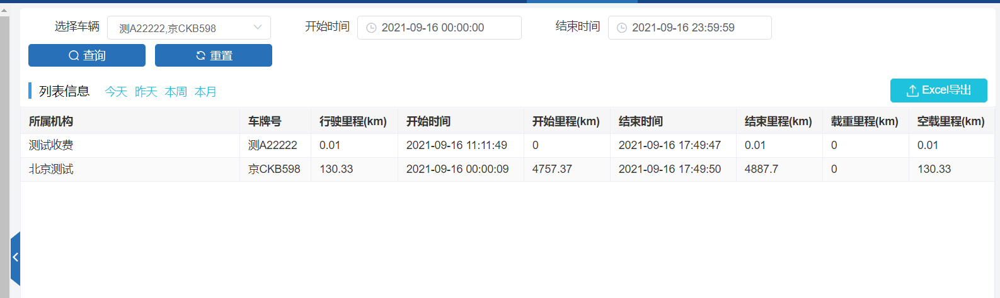 选择车辆 测A22222,京CKB598 开始时间 2021-09-16 00:00:00 结束时间 2021-09-16 23:59:59
查询 重置
列表信息 今天 昨天 本周 本月 Excel导出
所属机构 车牌号 行驶里程(km) 开始时间 开始里程(km) 结束时间 结束里程(km) 载重里程(km) 空载里程(km)
测试收费 测A22222 0.01 2021-09-16 11:11:49 0 2021-09-16 17:49:47 0.01 0 0.01
北京测试 京CKB598 130.33 2021-09-16 00:00:09 4757.37 2021-09-16 17:49:50 4887.7 0 130.33